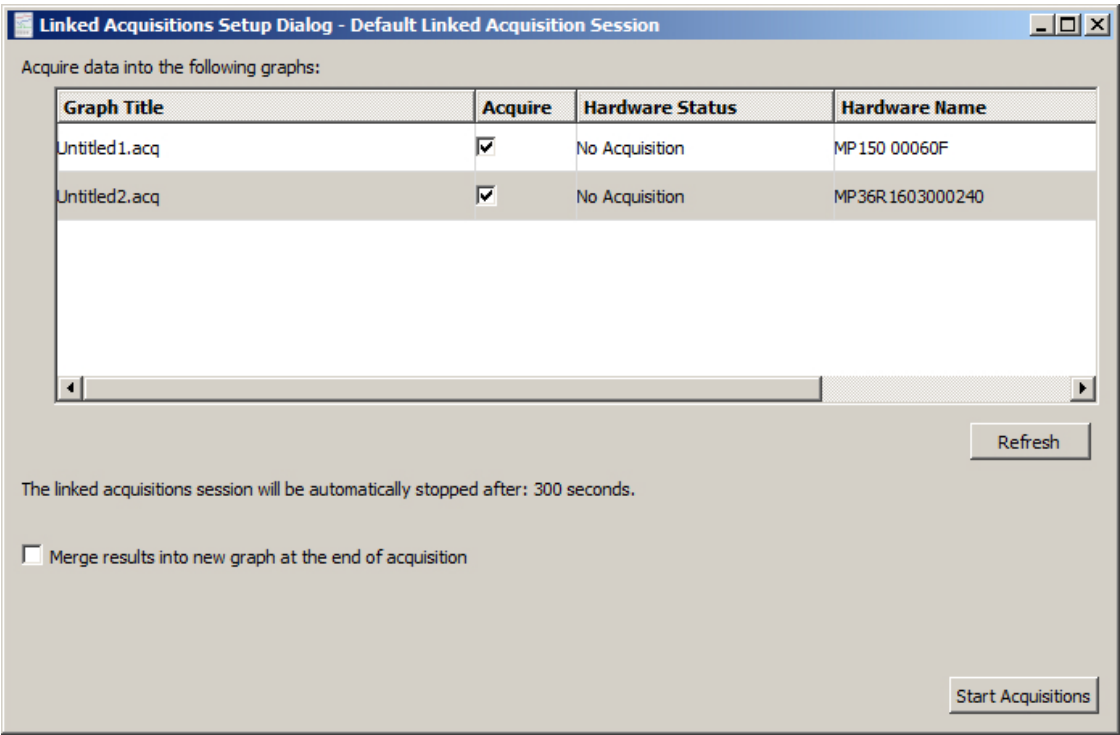 Linked Acquisitions Setup Dialog - Default Linked Acquisition Session
Acquire data into the following graphs:
Graph Title Acquire Hardware Status Hardware Name
Untitled1.acq No Acquisition MP150 00060F
Untitled2.acq No Acquisition MP36R1603000240
Refresh
The linked acquisitions session will be automatically stopped after: 300 seconds.
Merge results into new graph at the end of acquisition
Start Acquisitions